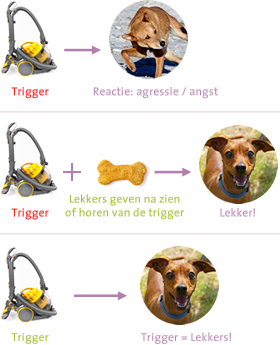 Trigger
Reactie: agressie / angst
Lekkers geven na zien
of horen van de trigger
Trigger
Lekker!
Trigger
Trigger = Lekkers!